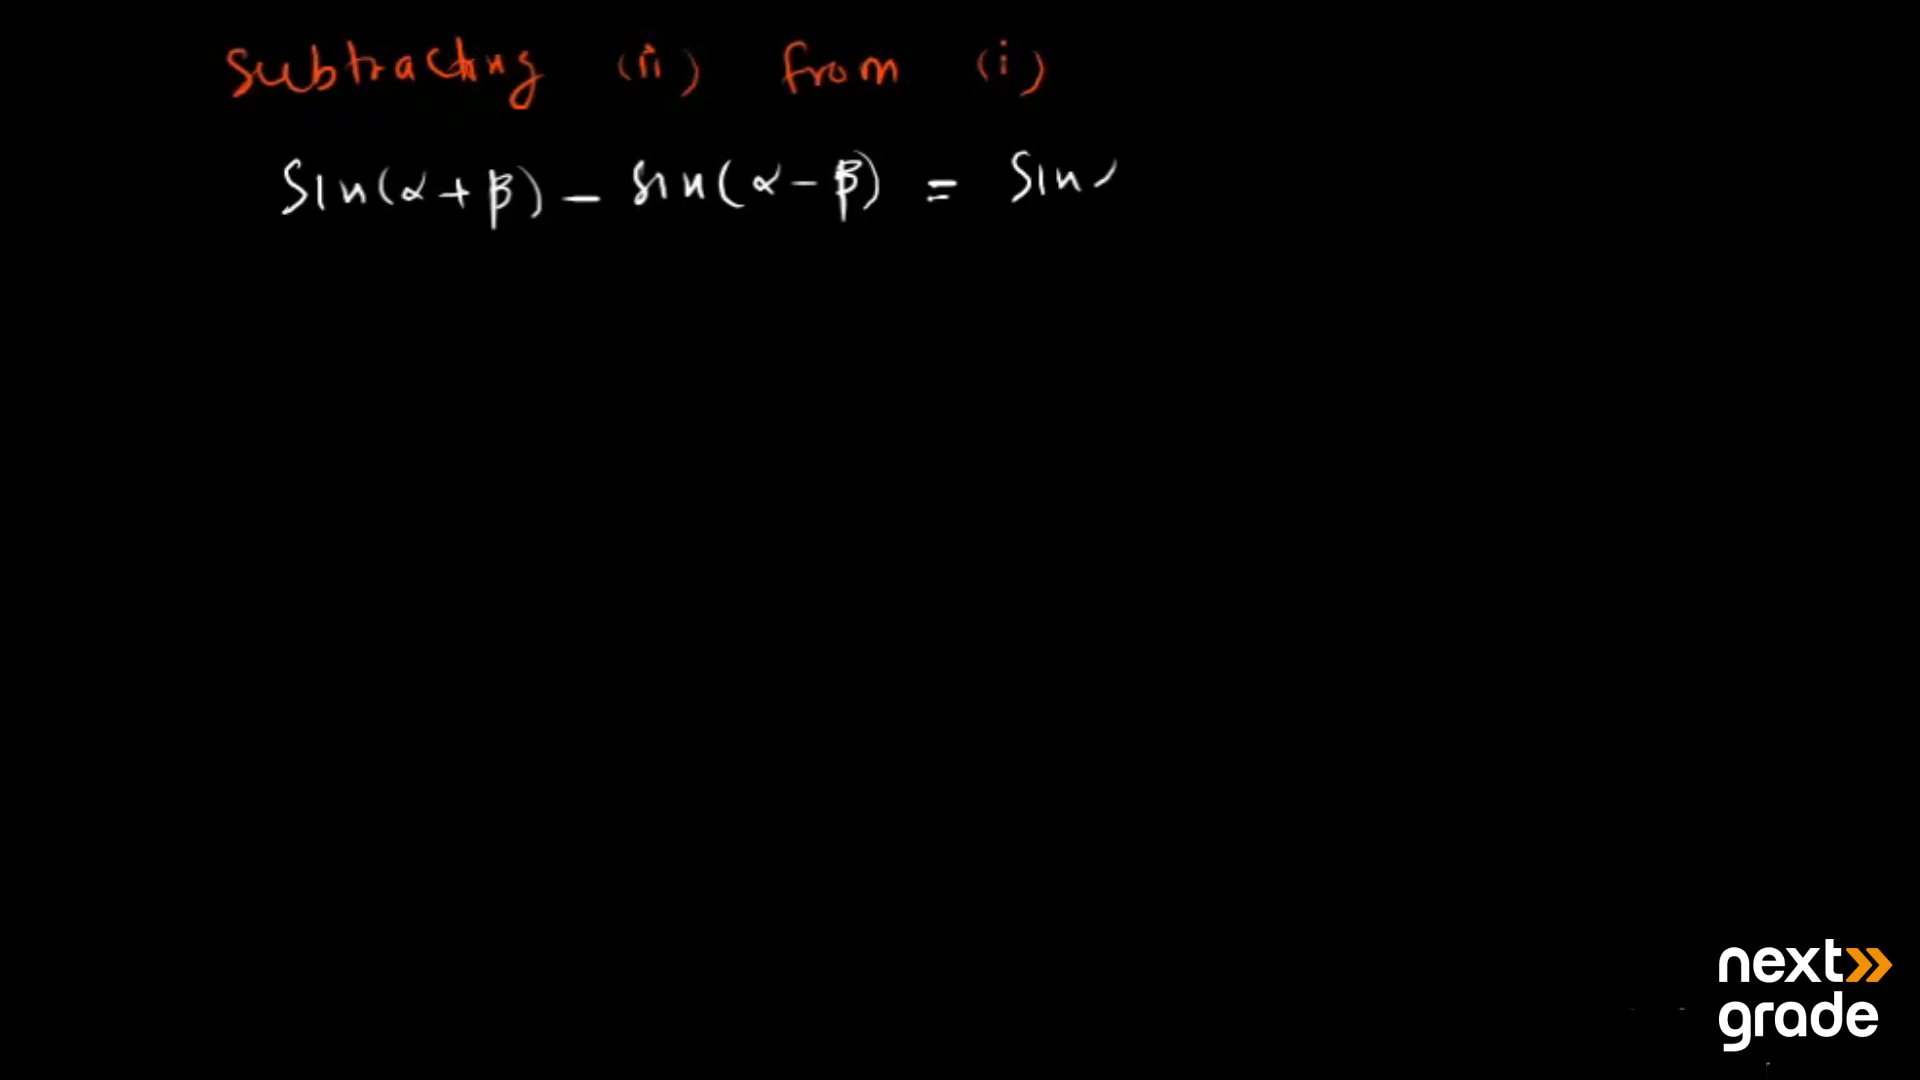 Subtracting (ii) from (i)
Sin(α + β) – sin(α – β) = Sin
next
grade